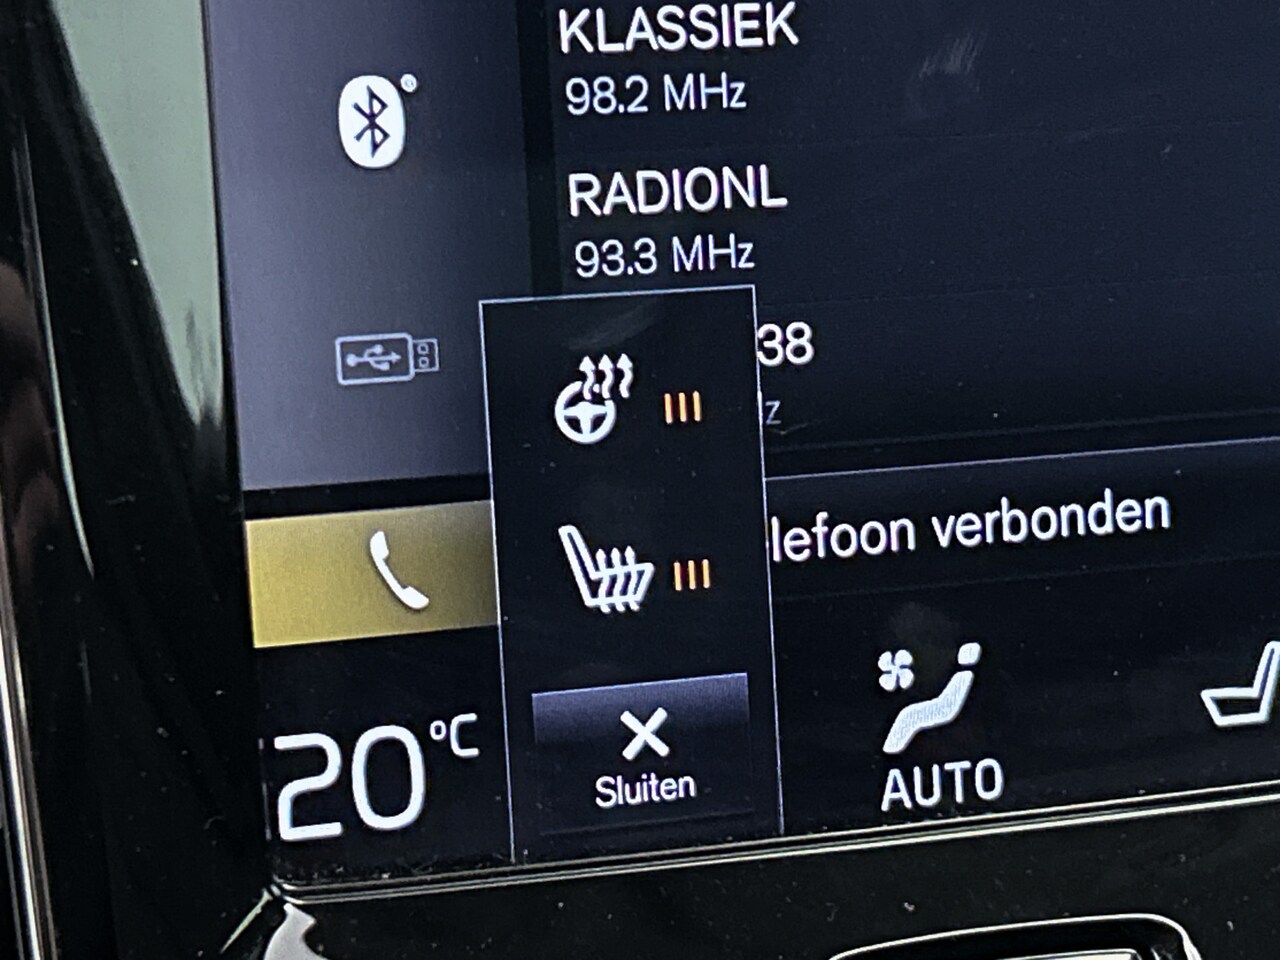 KLASSIEK
98.2 MHz
RADIONL
93.3 MHz
38
z
lefoon verbonden
20°C
Sluiten
AUTO